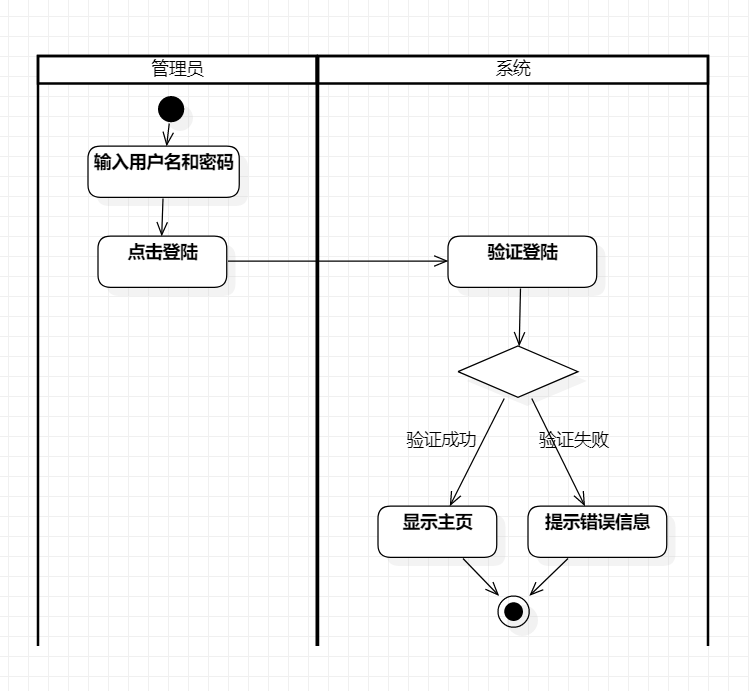 管理员
系统
输入用户名和密码
点击登陆
验证登陆
验证成功
验证失败
显示主页
提示错误信息